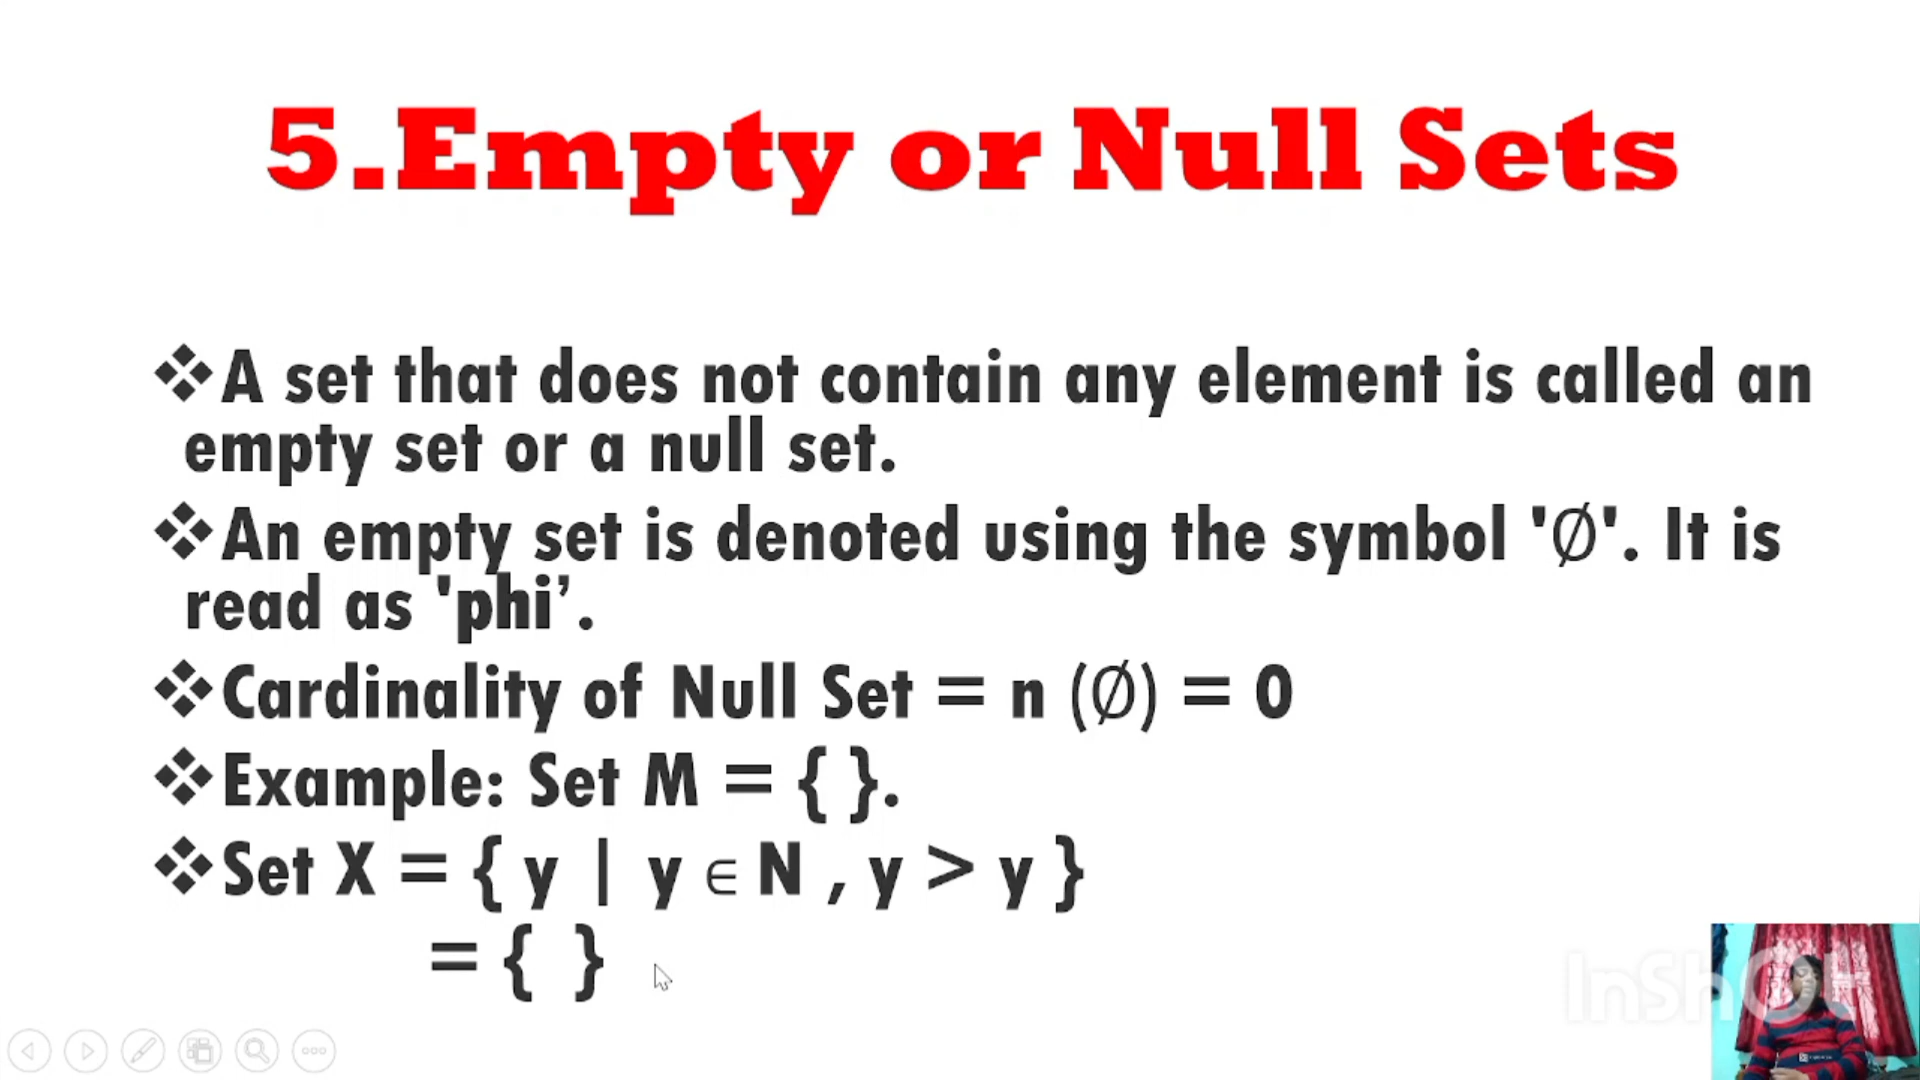 5.Empty or Null Sets
❖A set that does not contain any element is called an
empty set or a null set.
❖An empty set is denoted using the symbol '∅'. It is
read as 'phi’.
❖Cardinality of Null Set = n (∅) = 0
❖Example: Set M = { }.
❖Set X = { y | y ∈ N , y > y }
= { }
InShOt